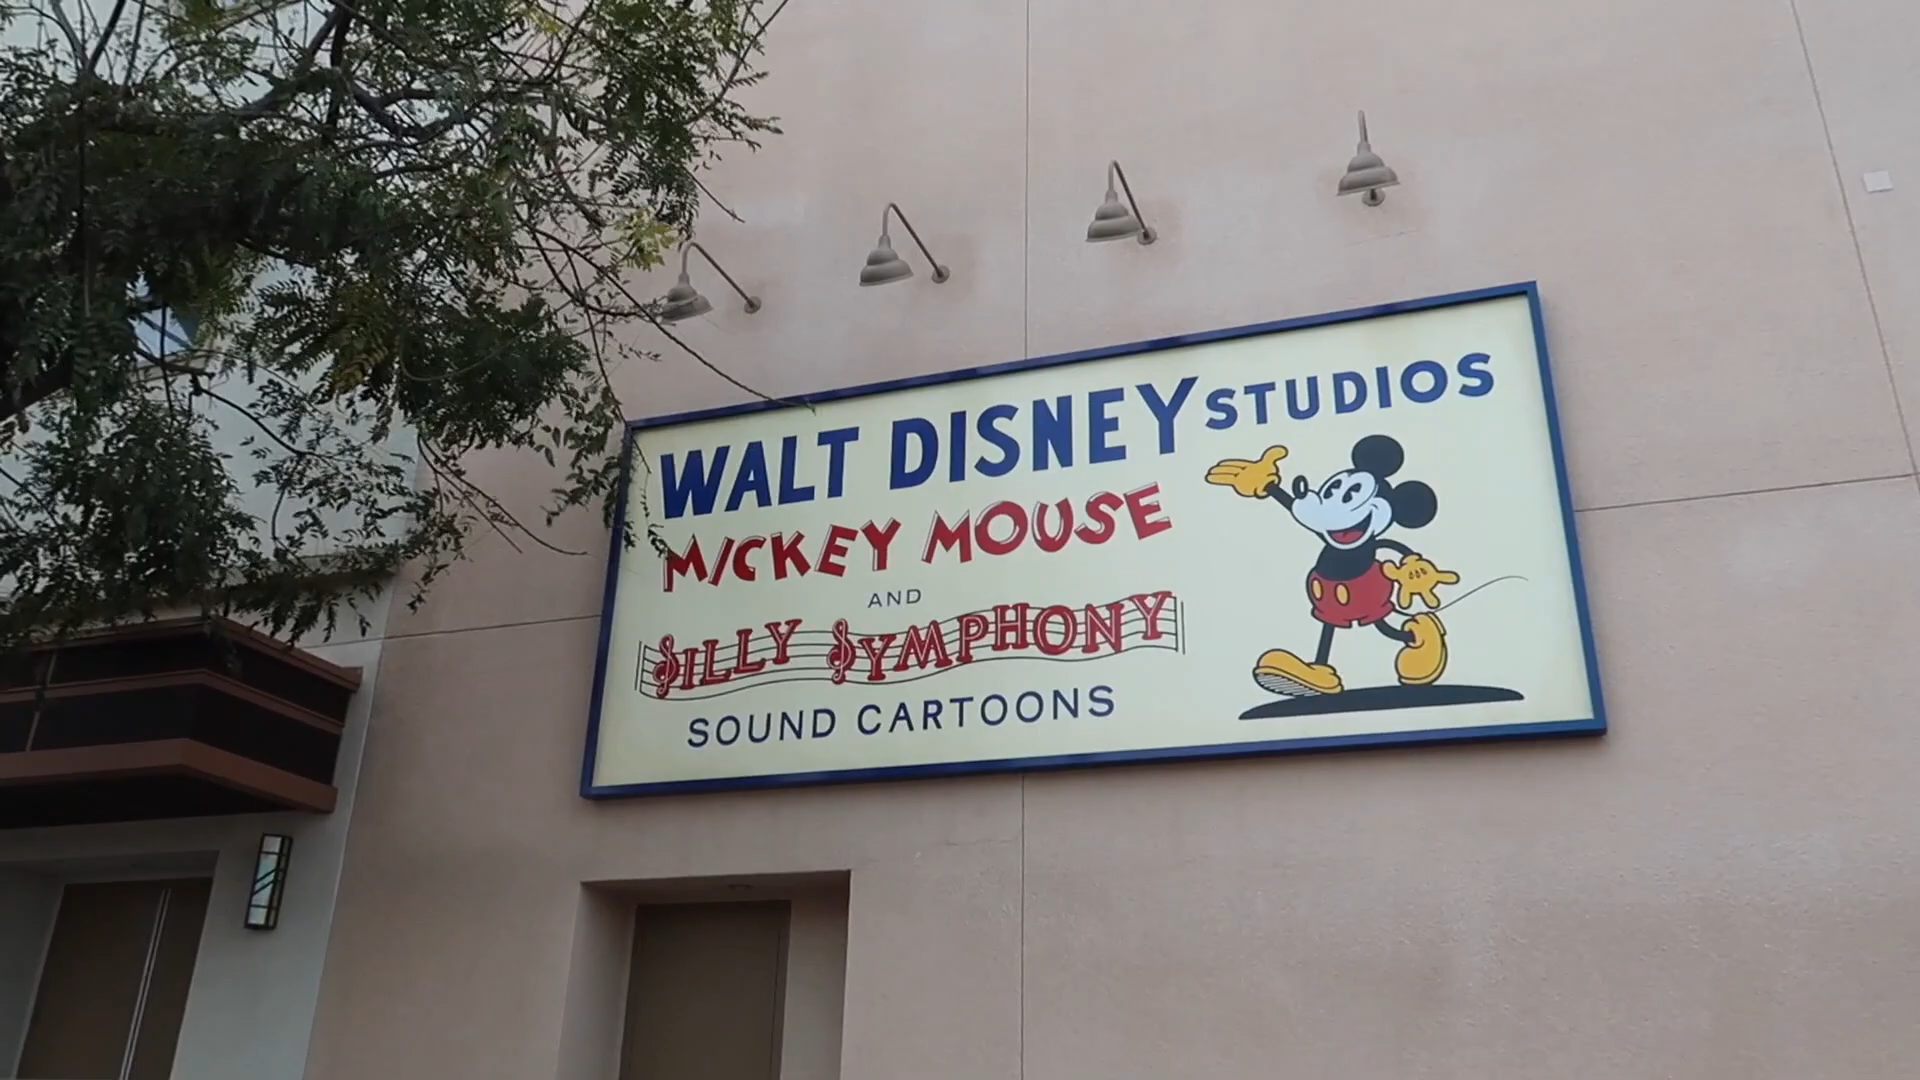 WALT DISNEY STUDIOS
MICKEY MOUSE
AND
SILLY SYMPHONY
SOUND CARTOONS